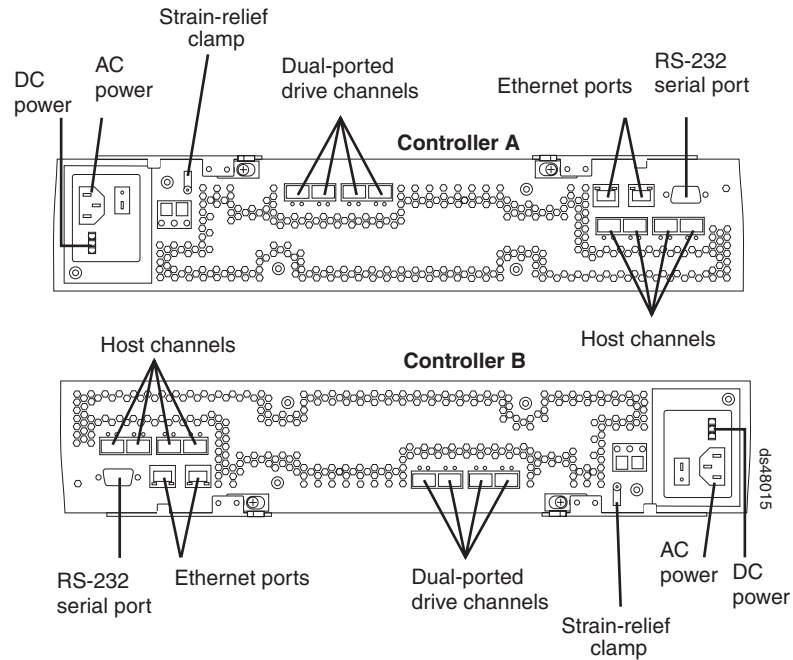 Strain-relief
clamp
DC
power
AC
power
Dual-ported
drive channels
Ethernet ports
RS-232
serial port
Controller A
Host channels
Host channels
Controller B
ds48015
RS-232
serial port
Ethernet ports
Dual-ported
drive channels
AC
power
DC
power
Strain-relief
clamp